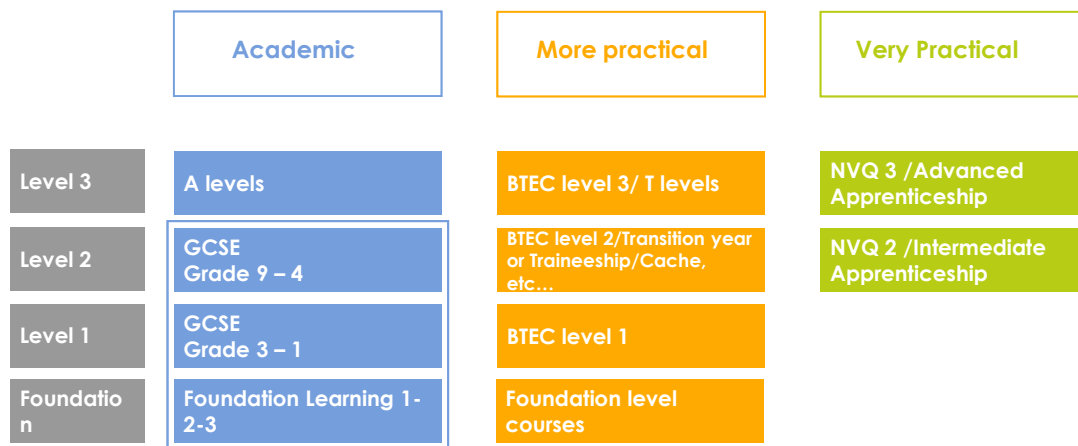 Academic
More practical
Very Practical
Level 3
A levels
BTEC level 3/ T levels
NVQ 3 /Advanced
Apprenticeship
Level 2
GCSE
Grade 9 – 4
BTEC level 2/Transition year
or Traineeship/Cache,
etc…
NVQ 2 /Intermediate
Apprenticeship
Level 1
GCSE
Grade 3 – 1
BTEC level 1
Foundatio
n
Foundation Learning 1-
2-3
Foundation level
courses